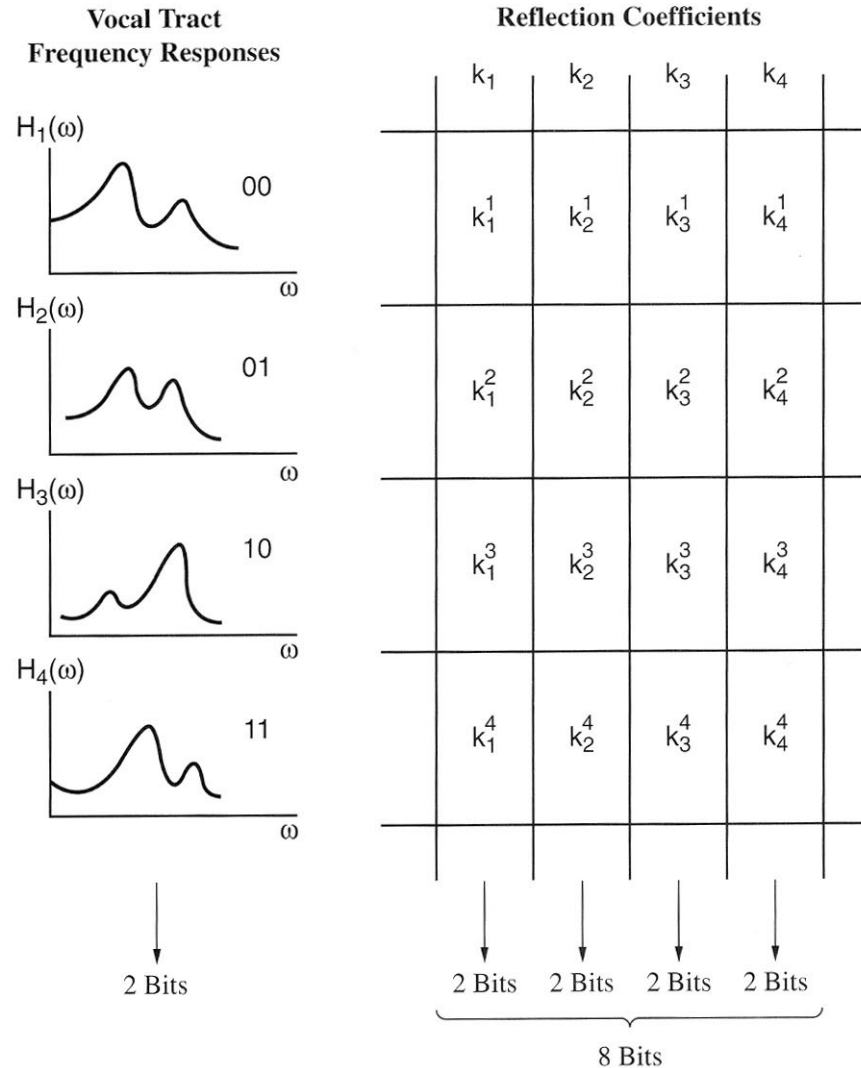 Vocal Tract
Frequency Responses
H₁(ω)
00
ω
H₂(ω)
01
ω
H₃(ω)
10
ω
H₄(ω)
11
ω
2 Bits
Reflection Coefficients
k₁ k₂ k₃ k₄
k₁¹ k₂¹ k₃¹ k₄¹
k₁² k₂² k₃² k₄²
k₁³ k₂³ k₃³ k₄³
k₁⁴ k₂⁴ k₃⁴ k₄⁴
2 Bits 2 Bits 2 Bits 2 Bits
8 Bits